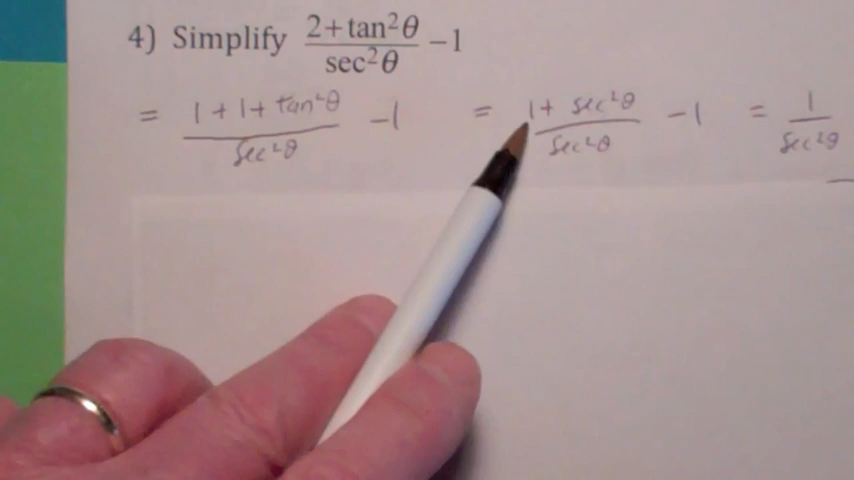 4) Simplify (2+tan²θ)/(sec²θ) −1
= (1+1+tan²θ)/(sec²θ) −1 = (1+ sec²θ)/(sec²θ) −1 = 1/(sec²θ)